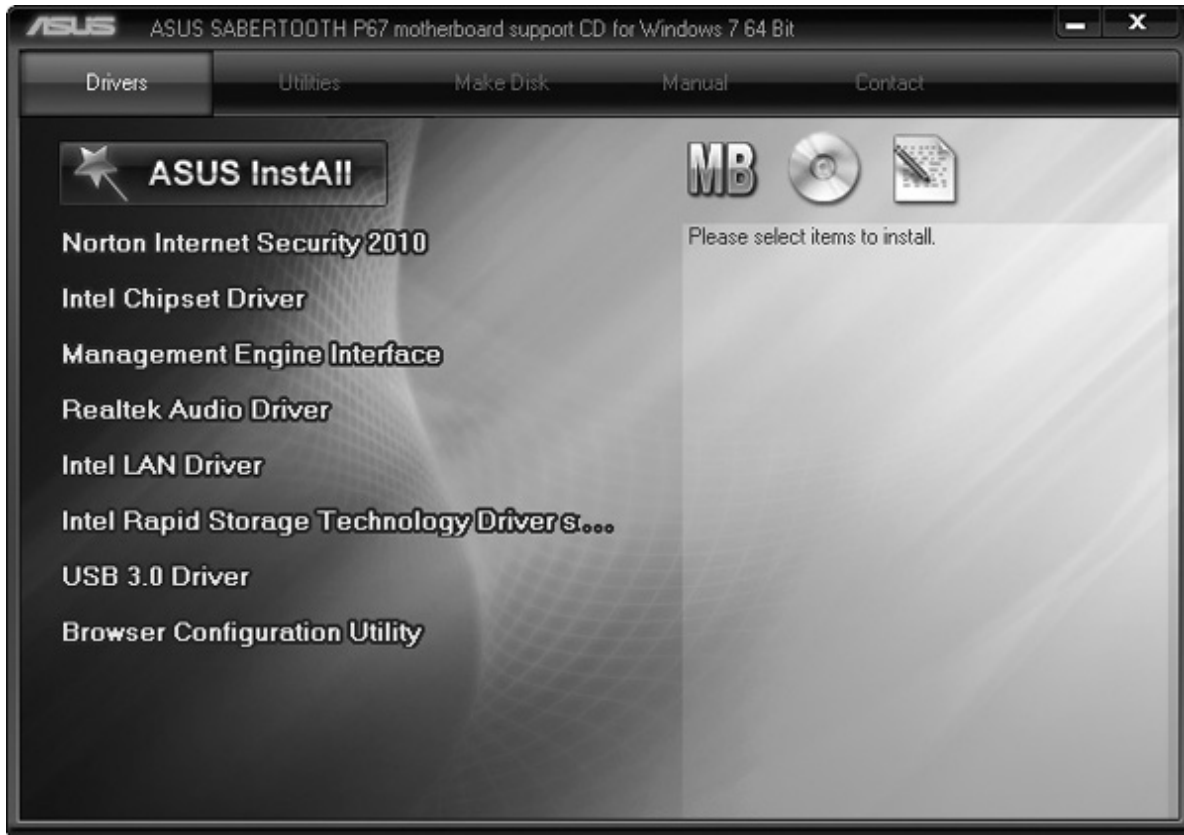 ASUS ASUS SABERTOOTH P67 motherboard support CD for Windows 7 64 Bit
Drivers Utilities Make Disk Manual Contact
ASUS InstAll
MB
Norton Internet Security 2010
Please select items to install.
Intel Chipset Driver
Management Engine Interface
Realtek Audio Driver
Intel LAN Driver
Intel Rapid Storage Technology Driver s...
USB 3.0 Driver
Browser Configuration Utility